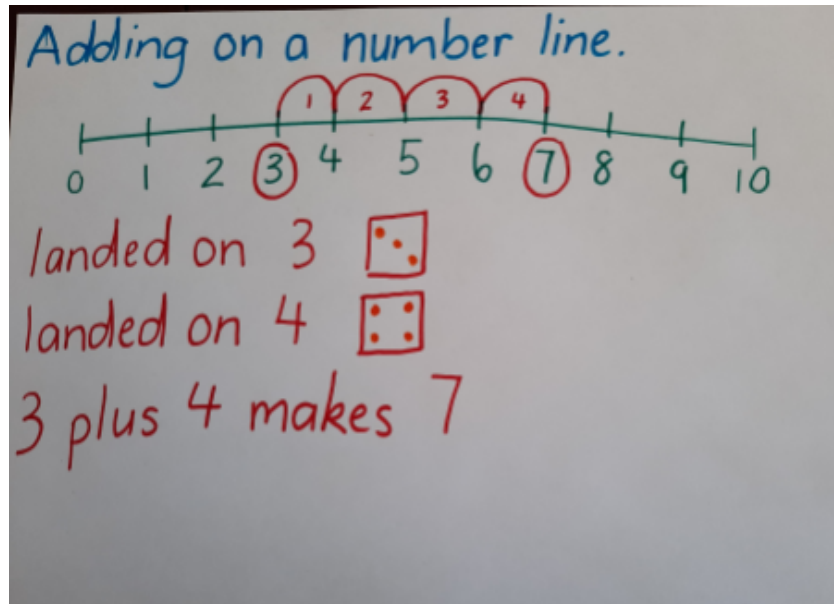 Adding on a number line.
1 2 3 4
0 1 2 3 4 5 6 7 8 9 10
landed on 3
landed on 4
3 plus 4 makes 7